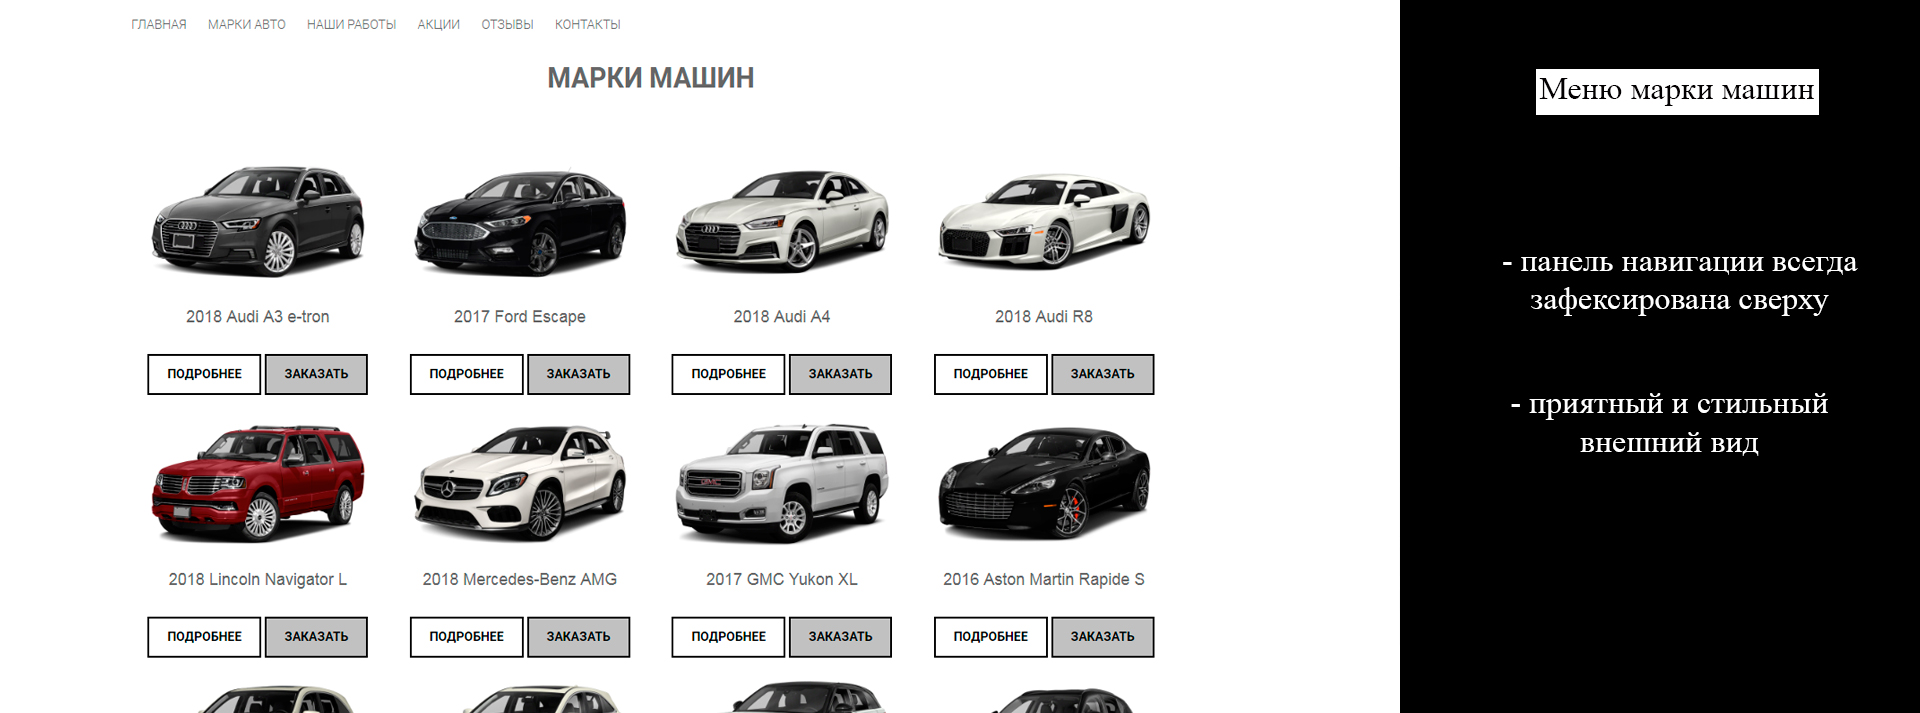 ГЛАВНАЯ МАРКИ АВТО НАШИ РАБОТЫ АКЦИИ ОТЗЫВЫ КОНТАКТЫ
МАРКИ МАШИН
2018 Audi A3 e-tron 2017 Ford Escape 2018 Audi A4 2018 Audi R8
ПОДРОБНЕЕ ЗАКАЗАТЬ ПОДРОБНЕЕ ЗАКАЗАТЬ ПОДРОБНЕЕ ЗАКАЗАТЬ ПОДРОБНЕЕ ЗАКАЗАТЬ
2018 Lincoln Navigator L 2018 Mercedes-Benz AMG 2017 GMC Yukon XL 2016 Aston Martin Rapide S
ПОДРОБНЕЕ ЗАКАЗАТЬ ПОДРОБНЕЕ ЗАКАЗАТЬ ПОДРОБНЕЕ ЗАКАЗАТЬ ПОДРОБНЕЕ ЗАКАЗАТЬ
Меню марки машин
- панель навигации всегда
зафексирована сверху
- приятный и стильный
внешний вид